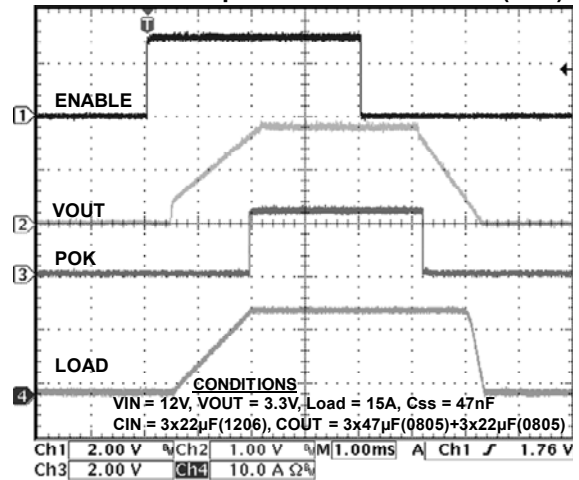 T
ENABLE
1
VOUT
2
POK
3
LOAD
4
CONDITIONS
VIN = 12V, VOUT = 3.3V, Load = 15A, Css = 47nF
CIN = 3x22µF(1206), COUT = 3x47µF(0805)+3x22µF(0805)
Ch1 2.00 V Ch2 1.00 V M 1.00ms A Ch1 1.76 V
Ch3 2.00 V Ch4 10.0 A Ω